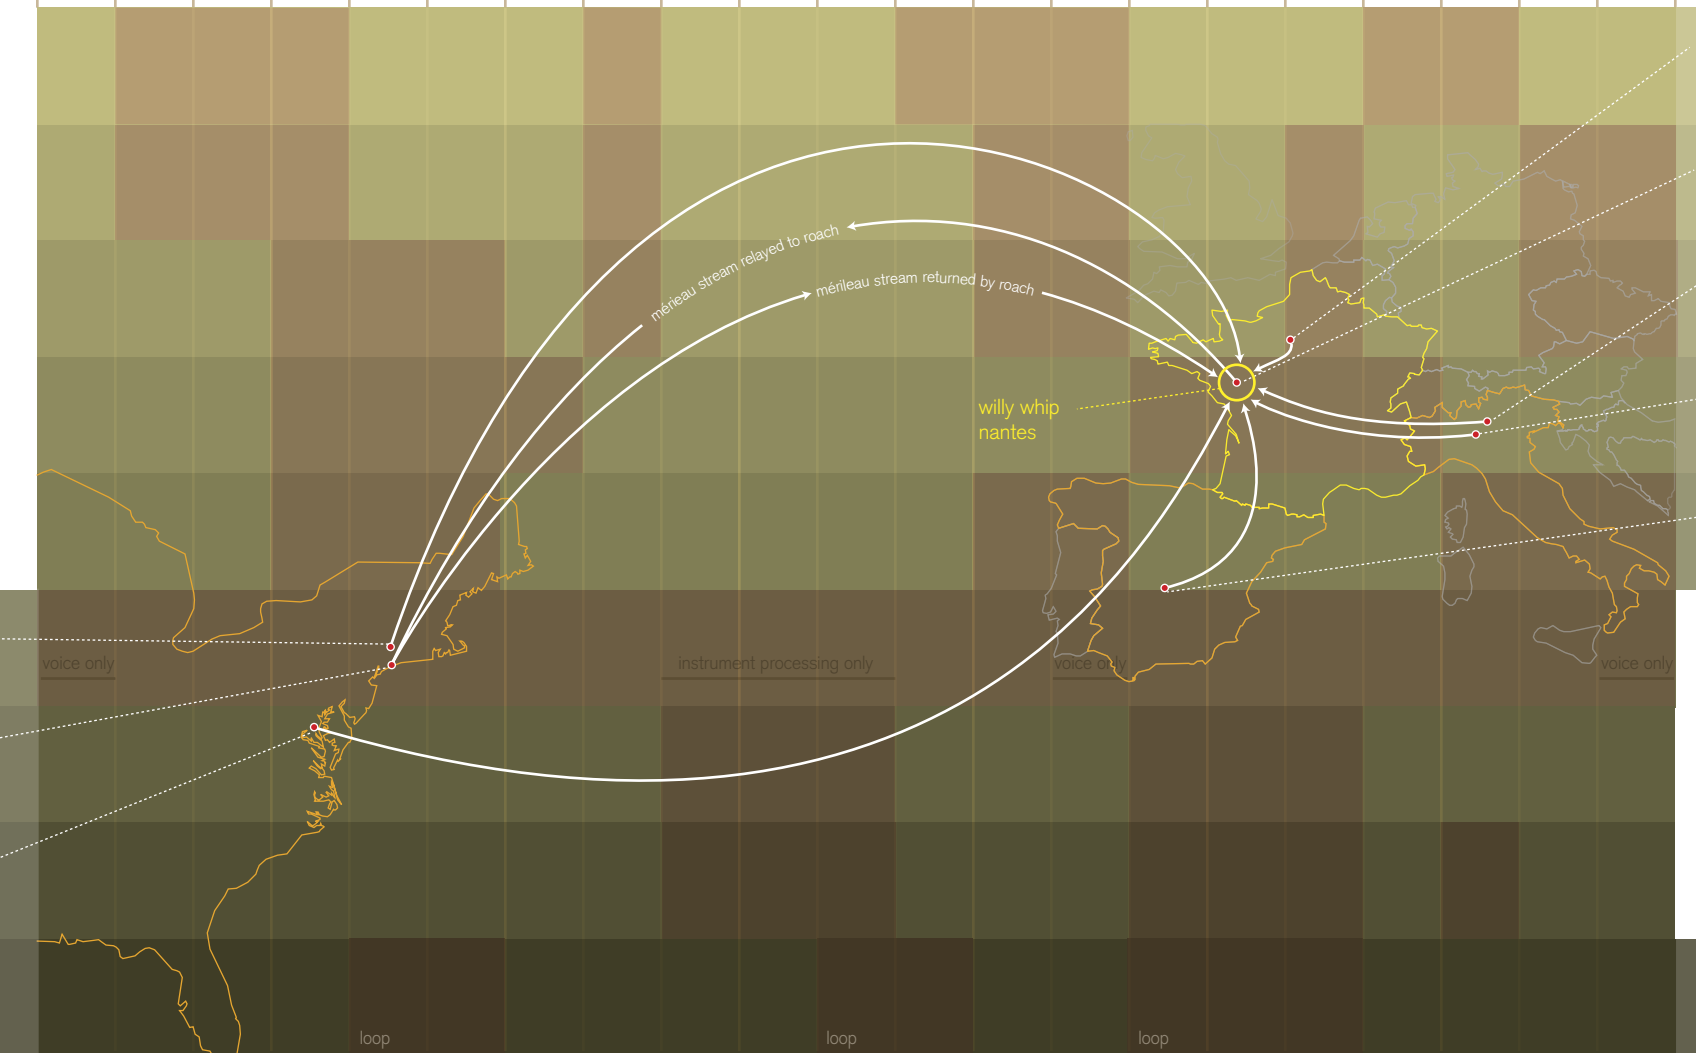 mérieau stream relayed to roach
mérileau stream returned by roach
willy whip
nantes
voice only
instrument processing only
voice only
voice only
loop
loop
loop